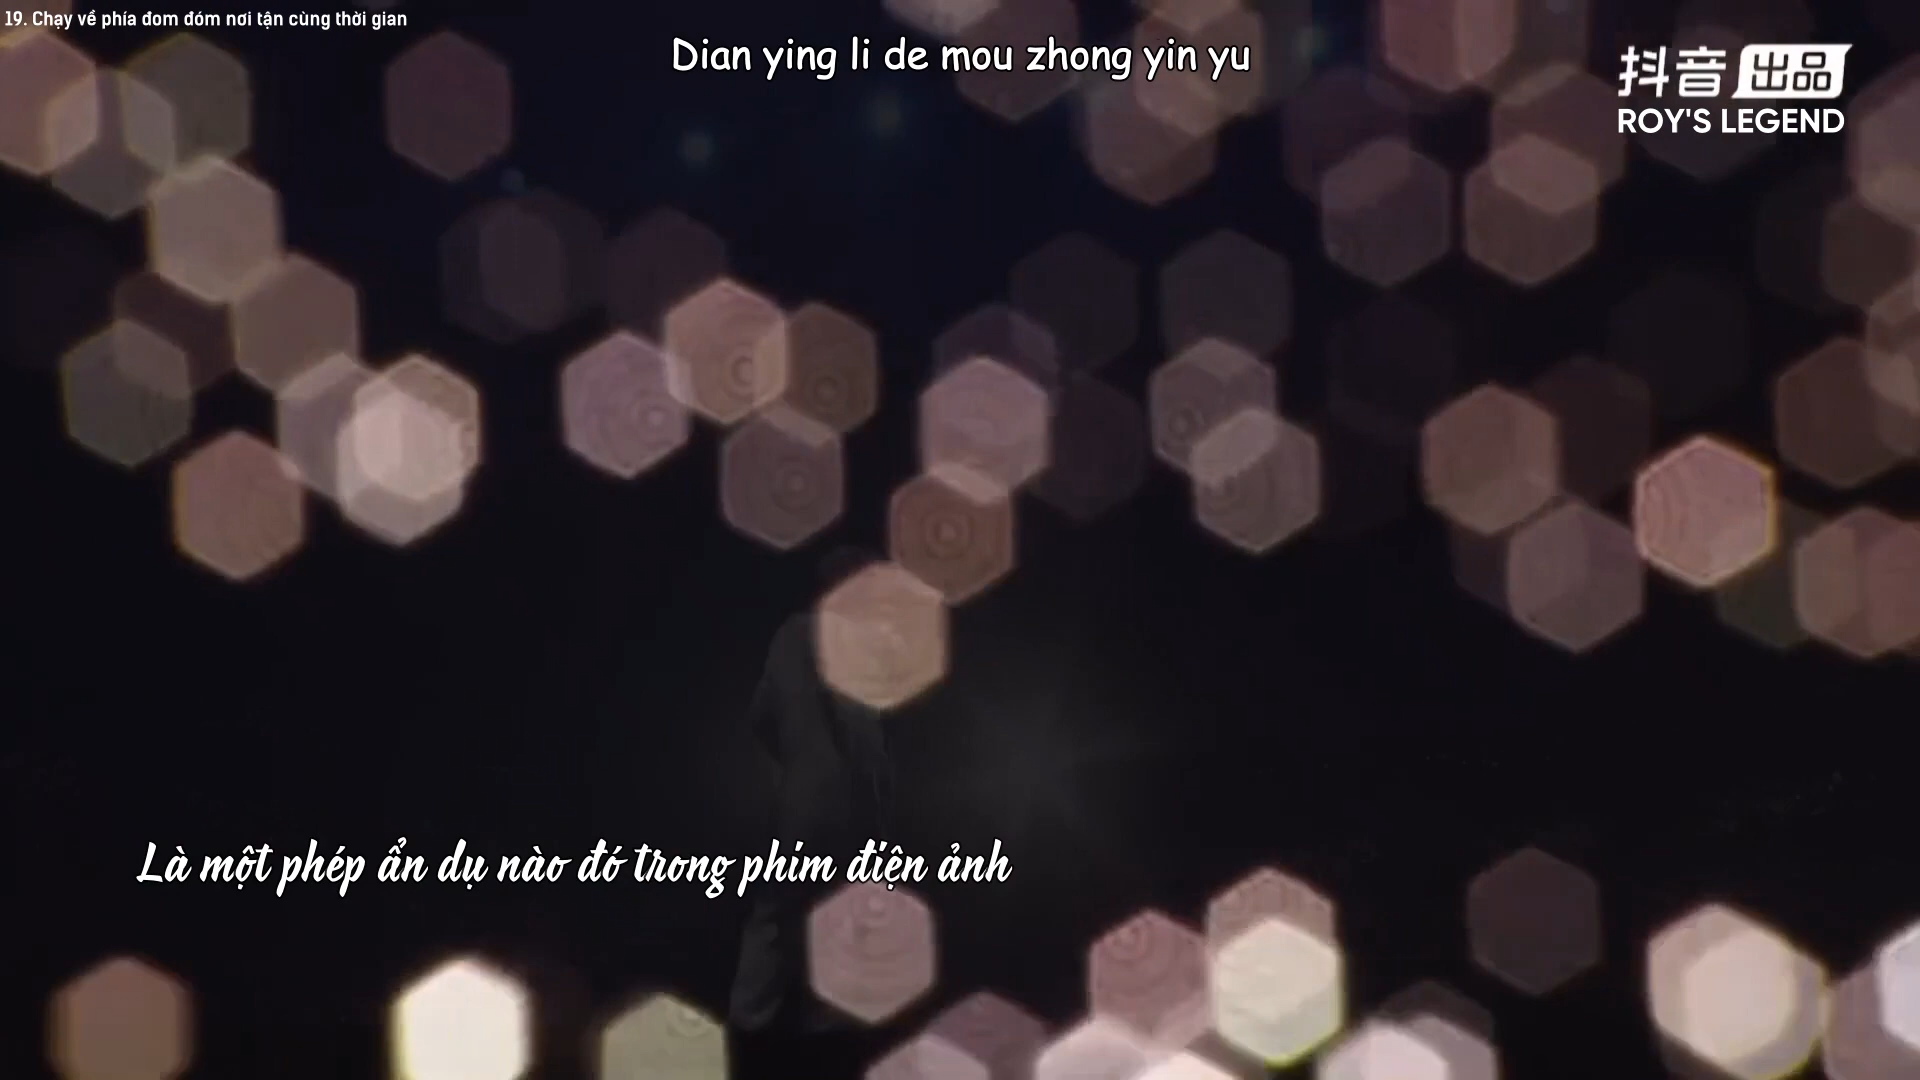 19. Chạy về phía đom đóm nơi tận cùng thời gian
Dian ying li de mou zhong yin yu
抖音 出品
ROY'S LEGEND
Là một phép ẩn dụ nào đó trong phim điện ảnh